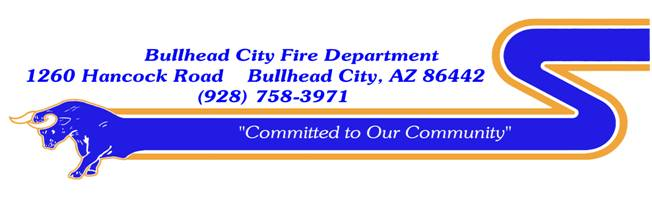 Bullhead City Fire Department
1260 Hancock Road Bullhead City, AZ 86442
(928) 758-3971
"Committed to Our Community"